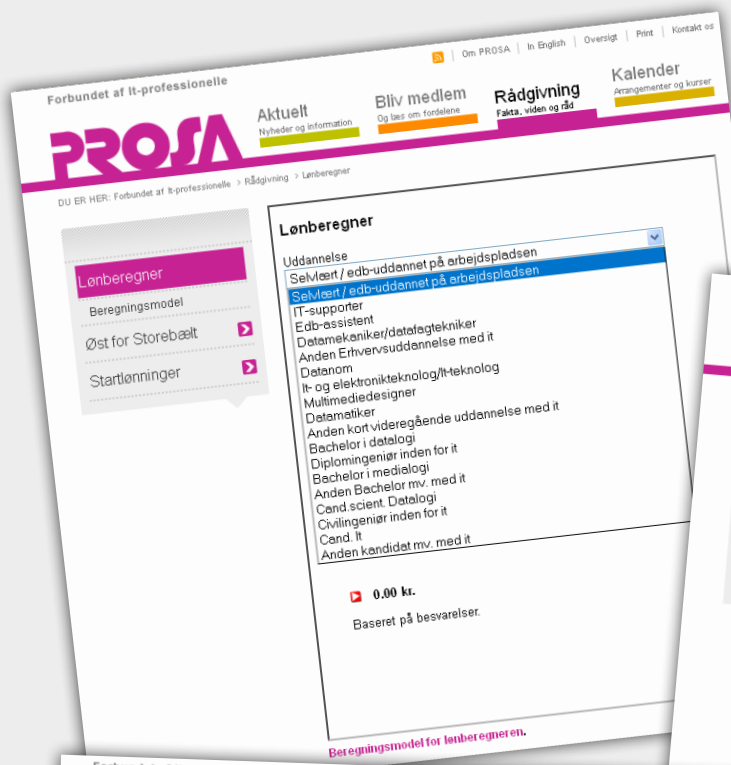 Forbundet af It-professionelle
Om PROSA | In English | Oversigt | Print | Kontakt os
PROSA
Aktuelt
Nyheder og information
Bliv medlem
Og læs om fordelene
Rådgivning
Fakta, viden og råd
Kalender
Arrangementer og kurser
DU ER HER: Forbundet af It-professionelle > Rådgivning > Lønberegner
Lønberegner
Beregningsmodel
Øst for Storebælt
Startlønninger
Lønberegner
Uddannelse
Selvlært / edb-uddannet på arbejdspladsen
Selvlært / edb-uddannet på arbejdspladsen
IT-supporter
Edb-assistent
Datamekaniker/datafagtekniker
Anden Erhvervsuddannelse med it
Datanom
It- og elektronikteknolog/It-teknolog
Multimediedesigner
Datamatiker
Anden kort videregående uddannelse med it
Bachelor i datalogi
Diplomingeniør inden for it
Bachelor i medialogi
Anden Bachelor mv. med it
Cand.scient. Datalogi
Civilingeniør inden for it
Cand. It
Anden kandidat mv. med it
0.00 kr.
Baseret på besvarelser.
Beregningsmodel for lønberegneren.